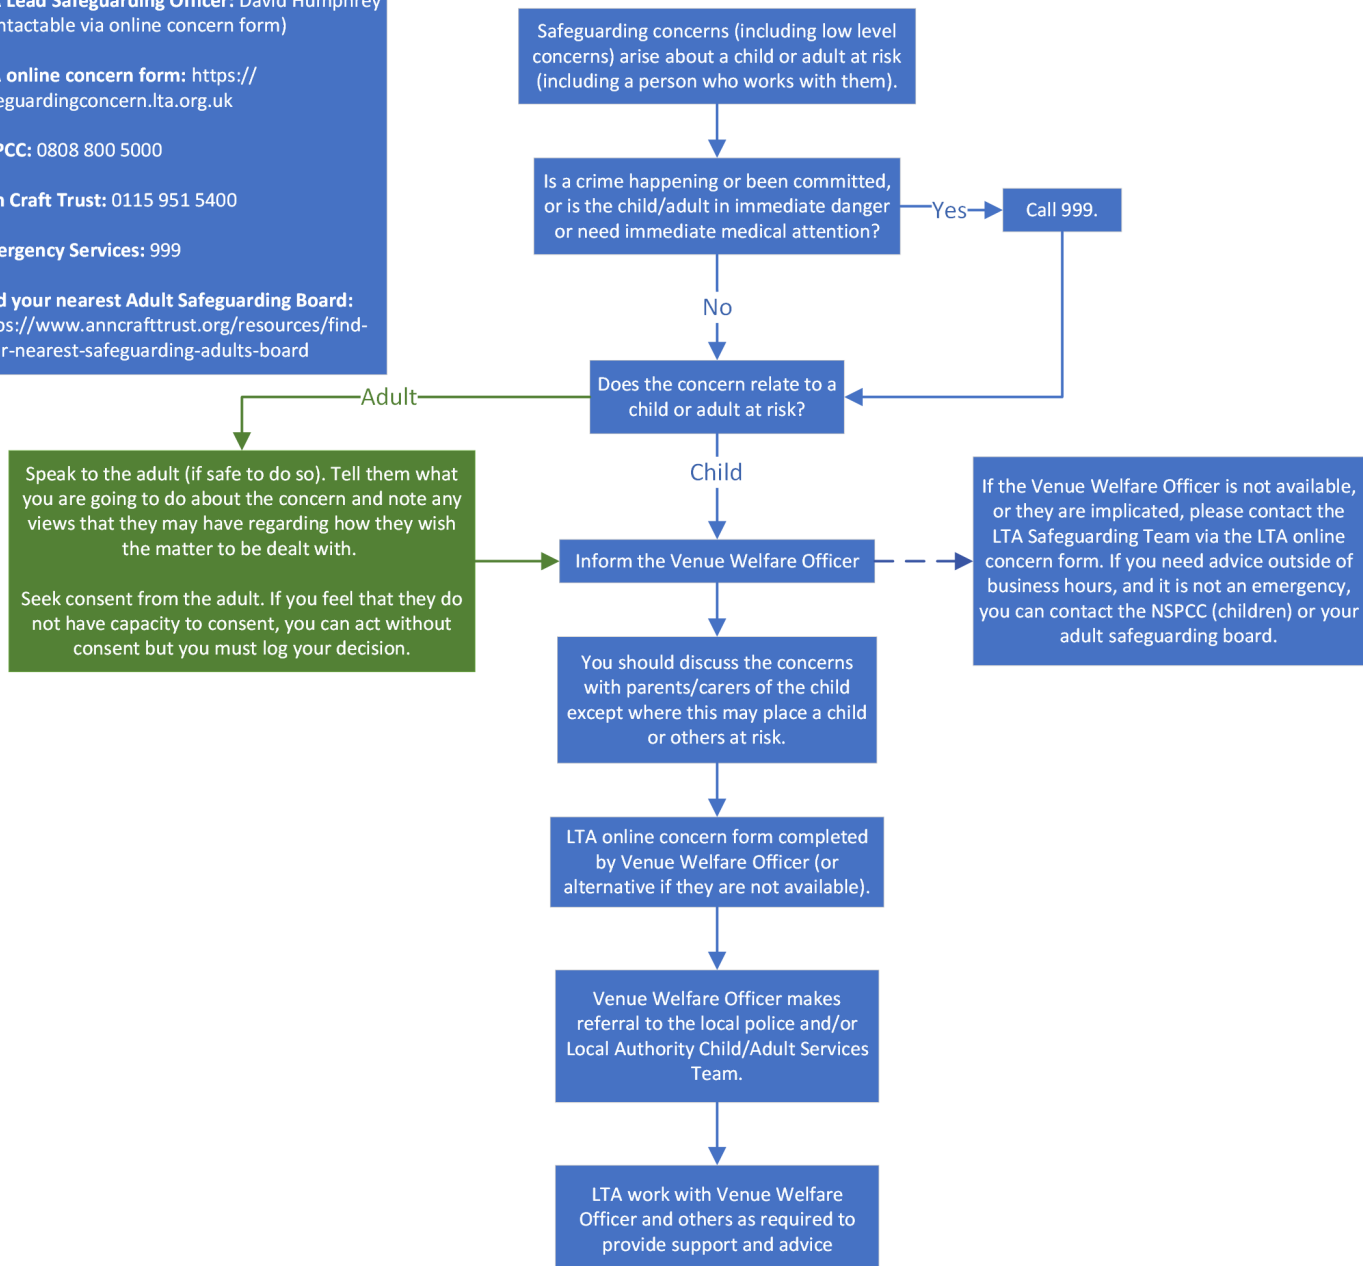 Lead Safeguarding Officer: David Humphrey
ntactable via online concern form)
online concern form: https://
eguardingconcern.lta.org.uk
PCC: 0808 800 5000
n Craft Trust: 0115 951 5400
ergency Services: 999
d your nearest Adult Safeguarding Board:
ps://www.anncrafttrust.org/resources/find-
r-nearest-safeguarding-adults-board
Safeguarding concerns (including low level
concerns) arise about a child or adult at risk
(including a person who works with them).
Is a crime happening or been committed,
or is the child/adult in immediate danger
or need immediate medical attention?
Yes
Call 999.
No
Does the concern relate to a
child or adult at risk?
Adult
Child
Speak to the adult (if safe to do so). Tell them what
you are going to do about the concern and note any
views that they may have regarding how they wish
the matter to be dealt with.
Seek consent from the adult. If you feel that they do
not have capacity to consent, you can act without
consent but you must log your decision.
Inform the Venue Welfare Officer
If the Venue Welfare Officer is not available,
or they are implicated, please contact the
LTA Safeguarding Team via the LTA online
concern form. If you need advice outside of
business hours, and it is not an emergency,
you can contact the NSPCC (children) or your
adult safeguarding board.
You should discuss the concerns
with parents/carers of the child
except where this may place a child
or others at risk.
LTA online concern form completed
by Venue Welfare Officer (or
alternative if they are not available).
Venue Welfare Officer makes
referral to the local police and/or
Local Authority Child/Adult Services
Team.
LTA work with Venue Welfare
Officer and others as required to
provide support and advice